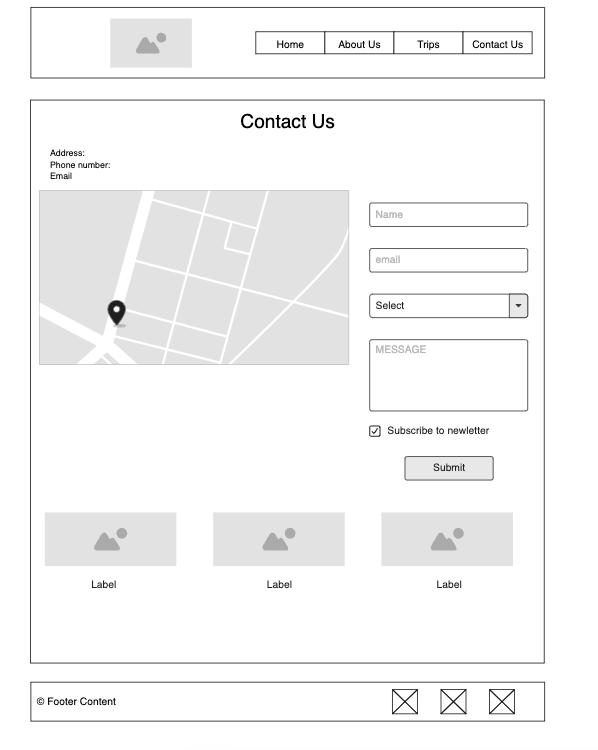 Home
About Us
Trips
Contact Us
Contact Us
Address:
Phone number:
Email
Name
email
Select
MESSAGE
Subscribe to newletter
Submit
Label
Label
Label
© Footer Content